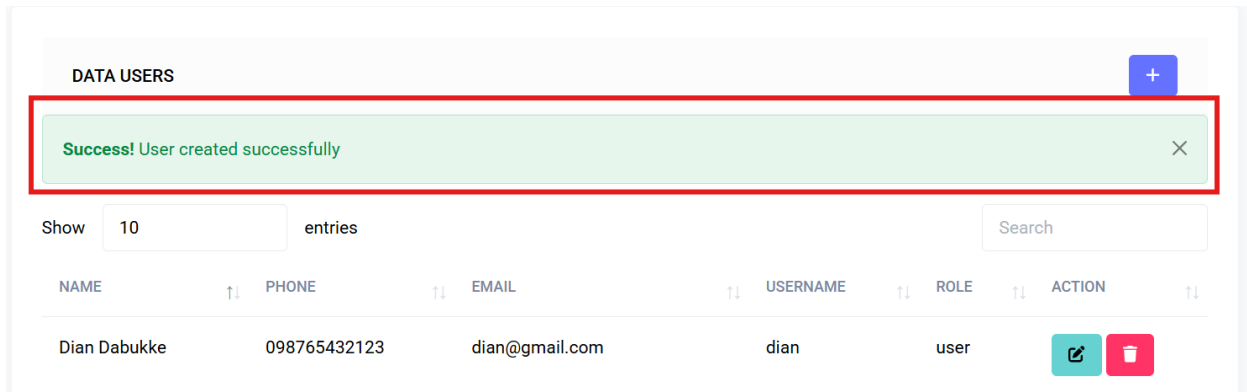 DATA USERS
+
Success! User created successfully
Show 10 entries
Search
NAME PHONE EMAIL USERNAME ROLE ACTION
Dian Dabukke 098765432123 dian@gmail.com dian user